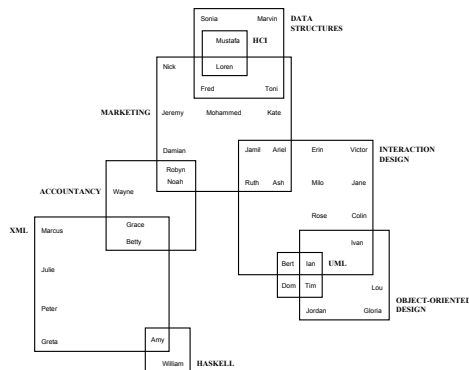 Sonia Marvin DATA
STRUCTURES
Mustafa HCI
Nick Loren
Fred Toni
MARKETING Jeremy Mohammed Kate
Damian Jamil Ariel Erin Victor INTERACTION
DESIGN
Robyn
Noah Ruth Ash Milo Jane
ACCOUNTANCY Wayne
Rose Colin
XML Marcus Grace
Betty Ivan
Julie Bert Ian UML
Dom Tim Lou
Peter Jordan Gloria OBJECT-ORIENTED
DESIGN
Greta Amy
William HASKELL